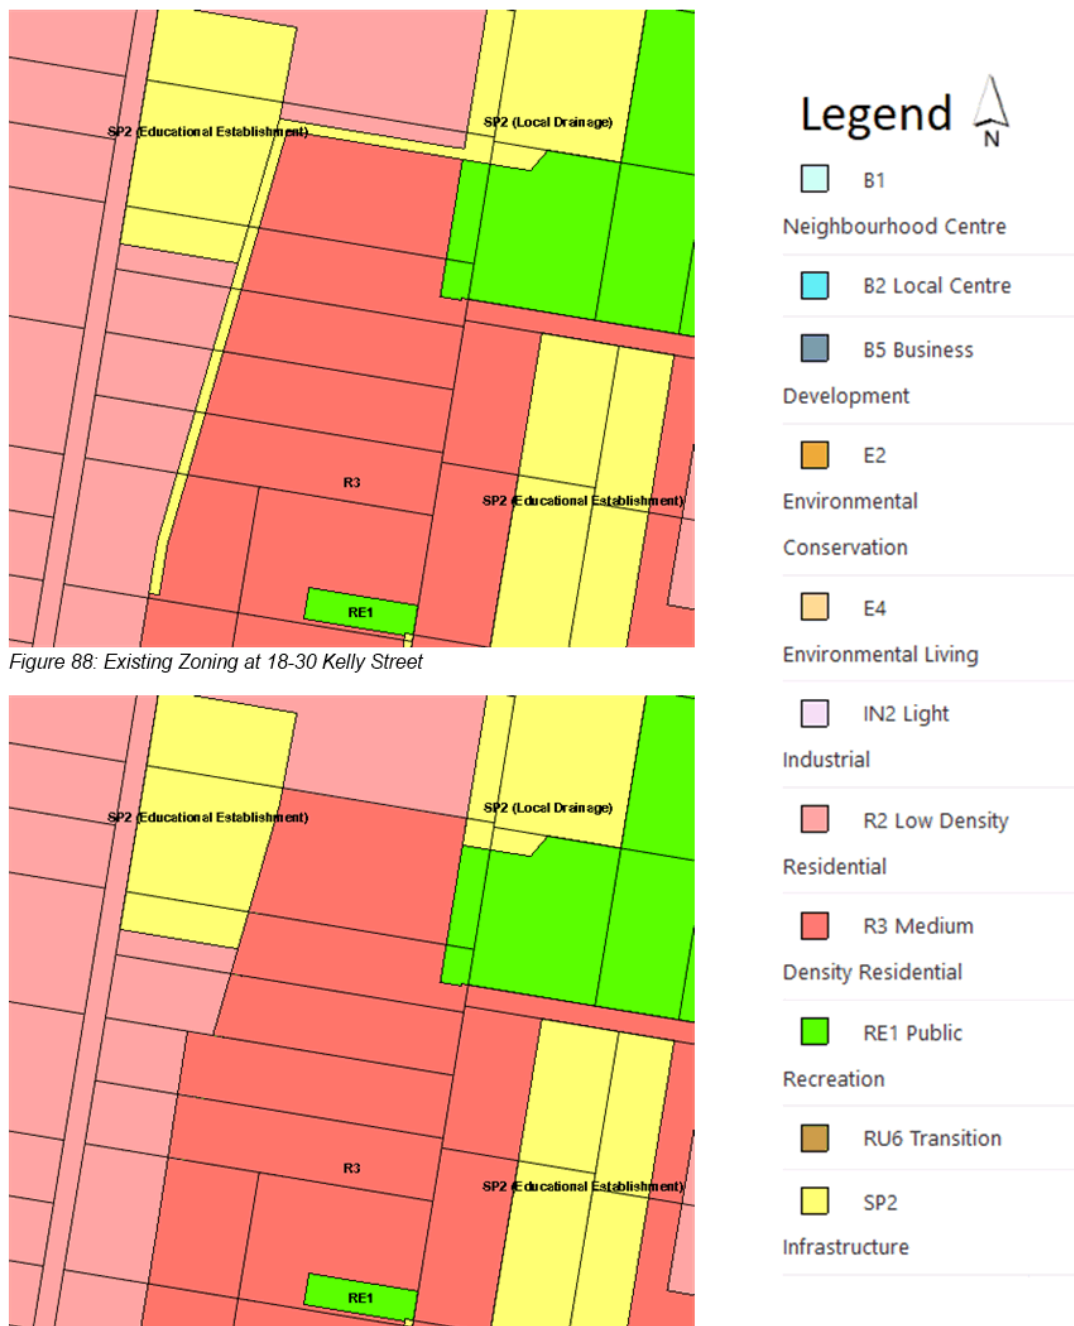 SP2 (Educational Establishment)
SP2 (Local Drainage)
R3
SP2 (Educational Establishment)
RE1
Figure 88: Existing Zoning at 18-30 Kelly Street
SP2 (Educational Establishment)
SP2 (Local Drainage)
R3
SP2 (Educational Establishment)
RE1
Legend
N
B1
Neighbourhood Centre
B2 Local Centre
B5 Business
Development
E2
Environmental
Conservation
E4
Environmental Living
IN2 Light
Industrial
R2 Low Density
Residential
R3 Medium
Density Residential
RE1 Public
Recreation
RU6 Transition
SP2
Infrastructure